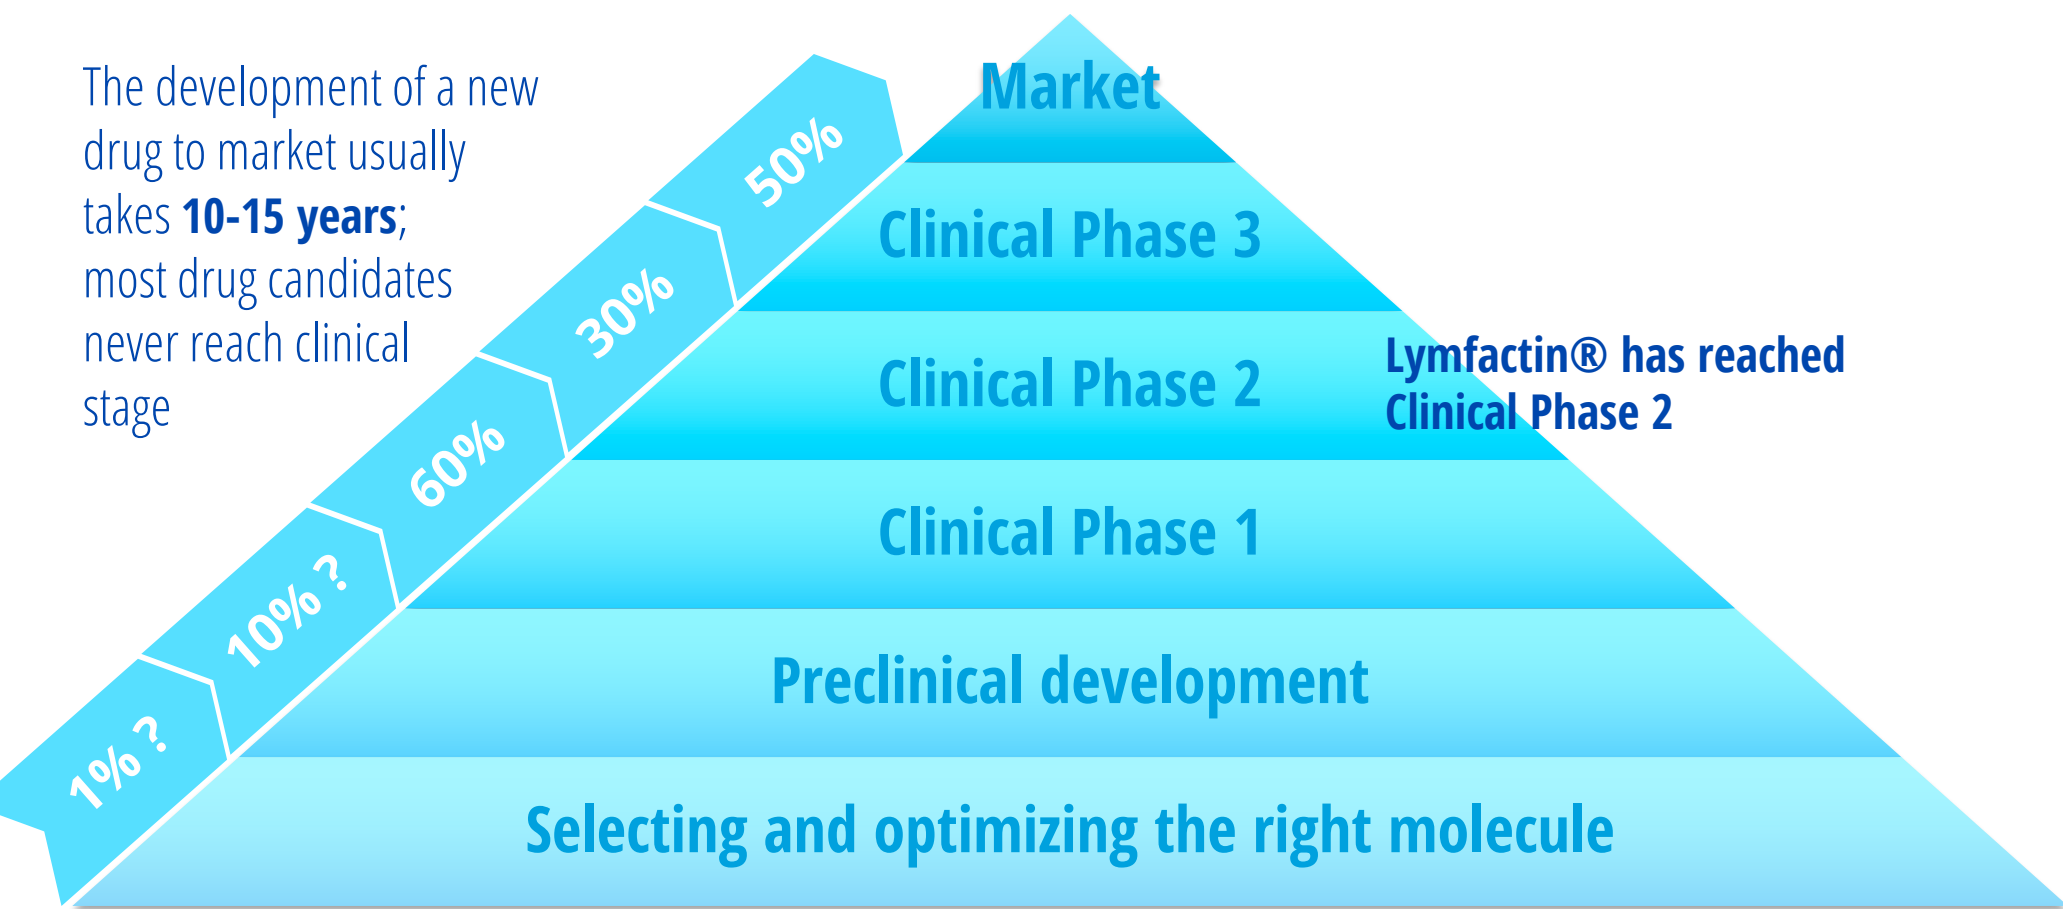 The development of a new
drug to market usually
takes 10-15 years;
most drug candidates
never reach clinical
stage
50%
30%
60%
10% ?
1% ?
Market
Clinical Phase 3
Clinical Phase 2
Clinical Phase 1
Preclinical development
Selecting and optimizing the right molecule
Lymfactin® has reached
Clinical Phase 2